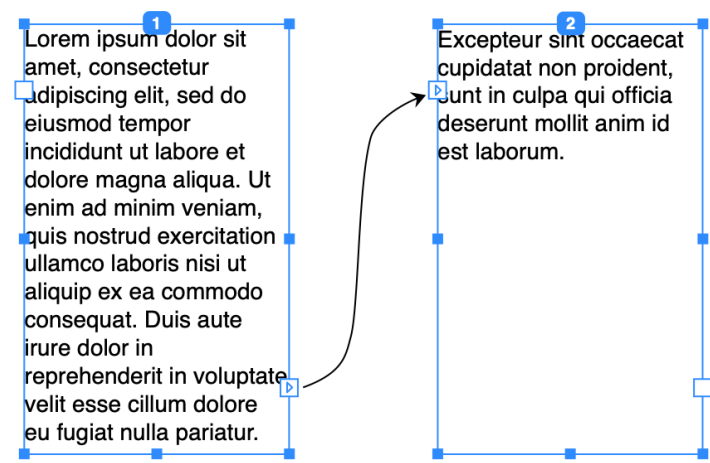 1
Lorem ipsum dolor sit
amet, consectetur
adipiscing elit, sed do
eiusmod tempor
incididunt ut labore et
dolore magna aliqua. Ut
enim ad minim veniam,
quis nostrud exercitation
ullamco laboris nisi ut
aliquip ex ea commodo
consequat. Duis aute
irure dolor in
reprehenderit in voluptate
velit esse cillum dolore
eu fugiat nulla pariatur.
2
Excepteur sint occaecat
cupidatat non proident,
sunt in culpa qui officia
deserunt mollit anim id
est laborum.